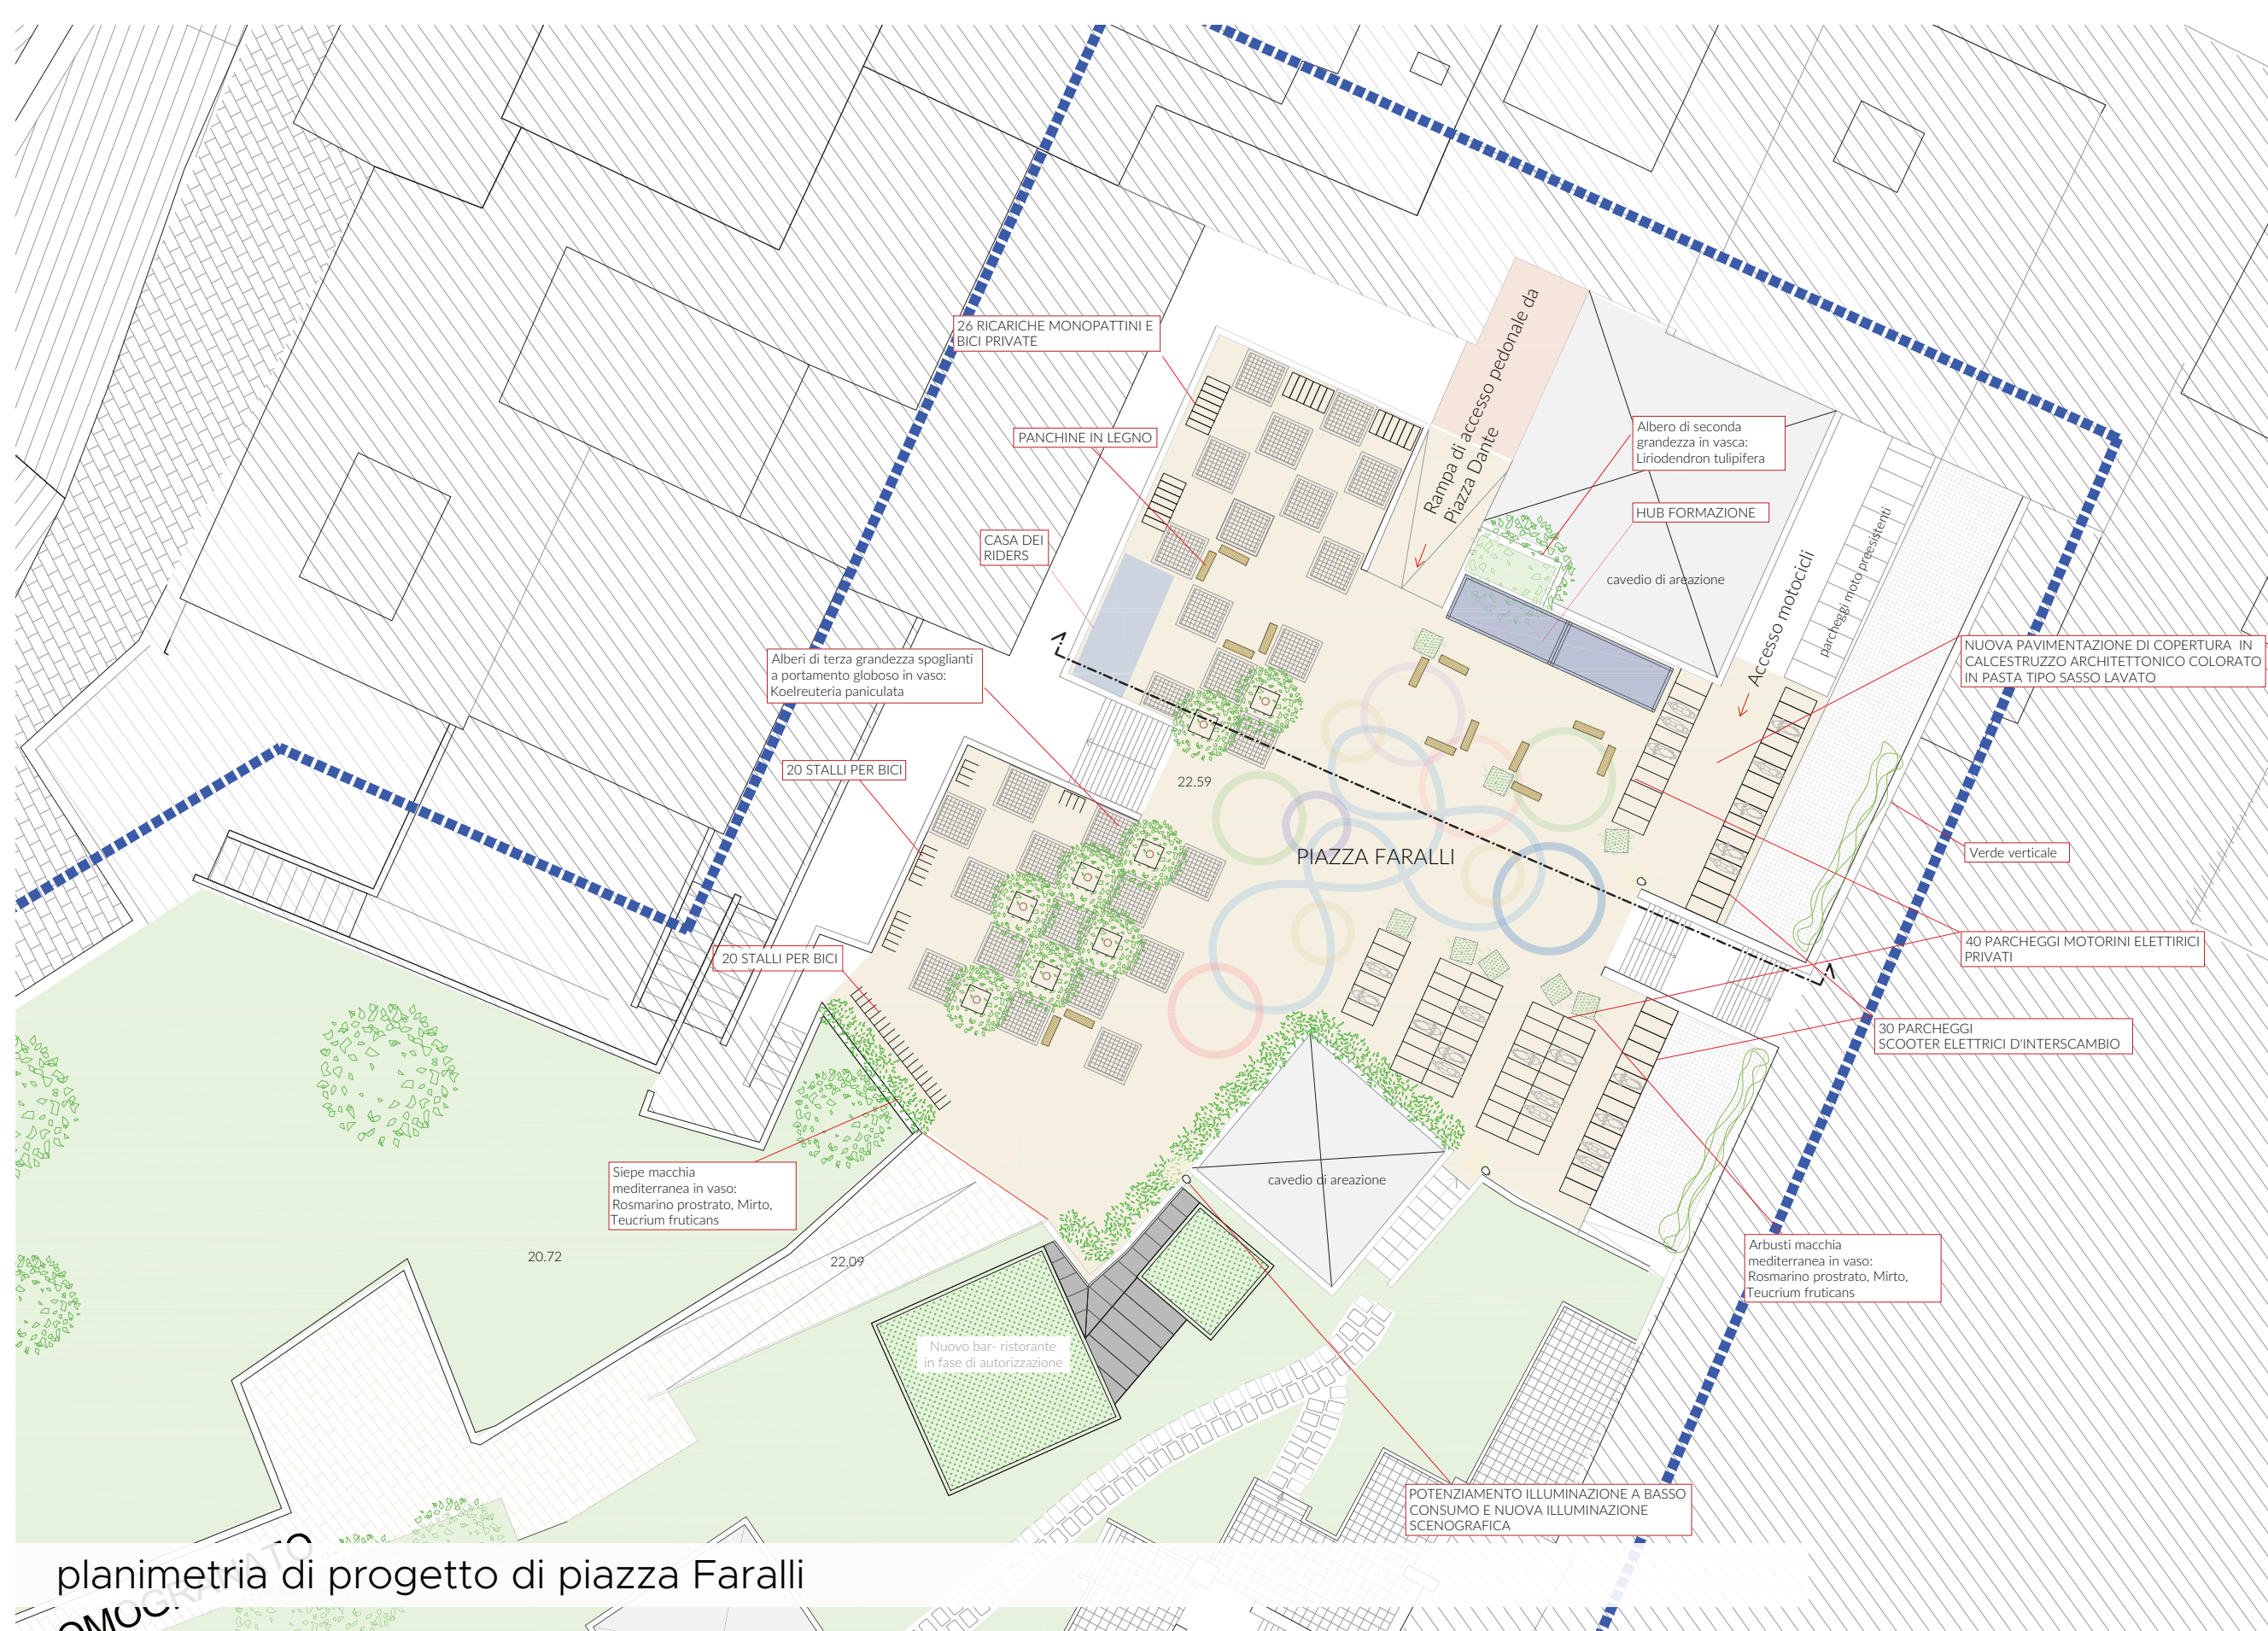 26 RICARICHE MONOPATTINI E
BICI PRIVATE
PANCHINE IN LEGNO
CASA DEI
RIDERS
Rampa di accesso pedonale da
Piazza Dante
Albero di seconda
grandezza in vasca:
Liriodendron tulipifera
HUB FORMAZIONE
cavedio di areazione
Accesso motocicli
parcheggi moto preesistenti
NUOVA PAVIMENTAZIONE DI COPERTURA IN
CALCESTRUZZO ARCHITETTONICO COLORATO
IN PASTA TIPO SASSO LAVATO
Alberi di terza grandezza spoglianti
a portamento globoso in vaso:
Koelreuteria paniculata
20 STALLI PER BICI
22.59
PIAZZA FARALLI
Verde verticale
20 STALLI PER BICI
40 PARCHEGGI MOTORINI ELETTIRICI
PRIVATI
30 PARCHEGGI
SCOOTER ELETTRICI D'INTERSCAMBIO
Siepe macchia
mediterranea in vaso:
Rosmarino prostrato, Mirto,
Teucrium fruticans
cavedio di areazione
20.72
22.09
Arbusti macchia
mediterranea in vaso:
Rosmarino prostrato, Mirto,
Teucrium fruticans
Nuovo bar- ristorante
in fase di autorizzazione
POTENZIAMENTO ILLUMINAZIONE A BASSO
CONSUMO E NUOVA ILLUMINAZIONE
SCENOGRAFICA
OMOGRANATO
planimetria di progetto di piazza Faralli